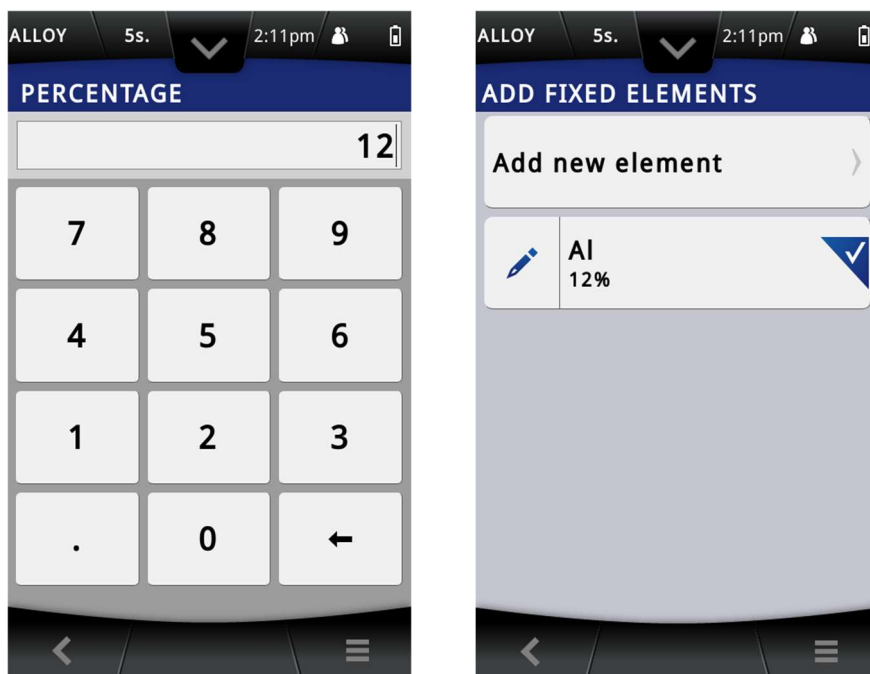 ALLOY 5s. 2:11pm
PERCENTAGE
12
7 8 9
4 5 6
1 2 3
. 0
ALLOY 5s. 2:11pm
ADD FIXED ELEMENTS
Add new element
Al
12%